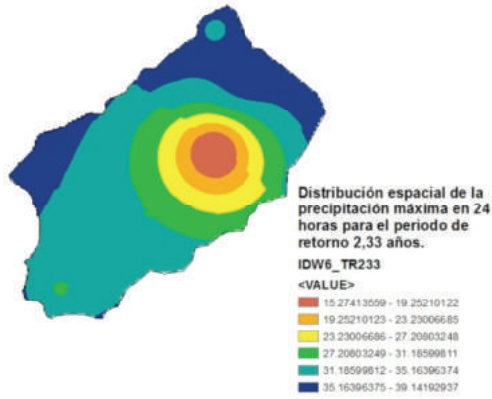 Distribución espacial de la
precipitación máxima en 24
horas para el periodo de
retorno 2,33 años.
IDW6_TR233
<VALUE>
15.27413559 - 19.25210122
19.25210123 - 23.23006685
23.23006686 - 27.20803248
27.20803249 - 31.18599811
31.18599812 - 35.16396374
35.16396375 - 39.14192937